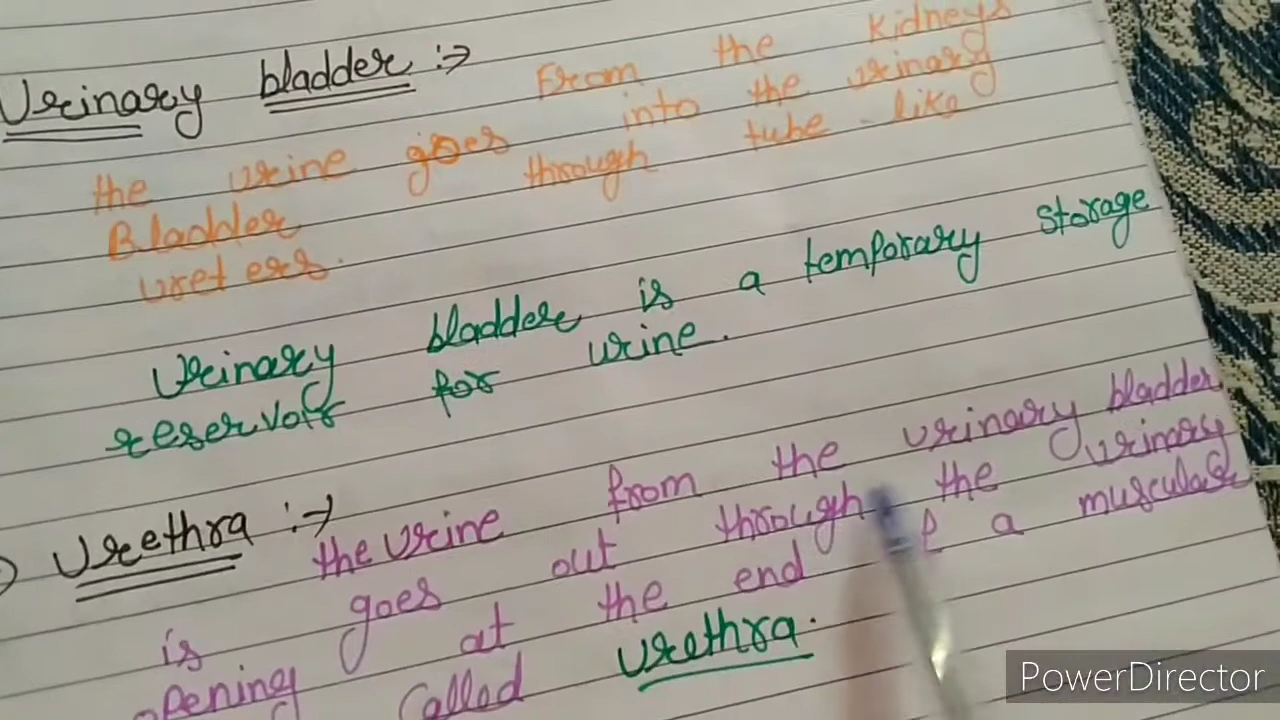 Urinary bladder :→ From the Kidneys
the urine goes into the urinary
Bladder through tube-like
ureters.
Urinary bladder is a temporary storage
reservoir for urine.
Urethra :→ the urine from the urinary bladder
is goes out through the urinary
opening at the end a muscular
Called urethra.
PowerDirector